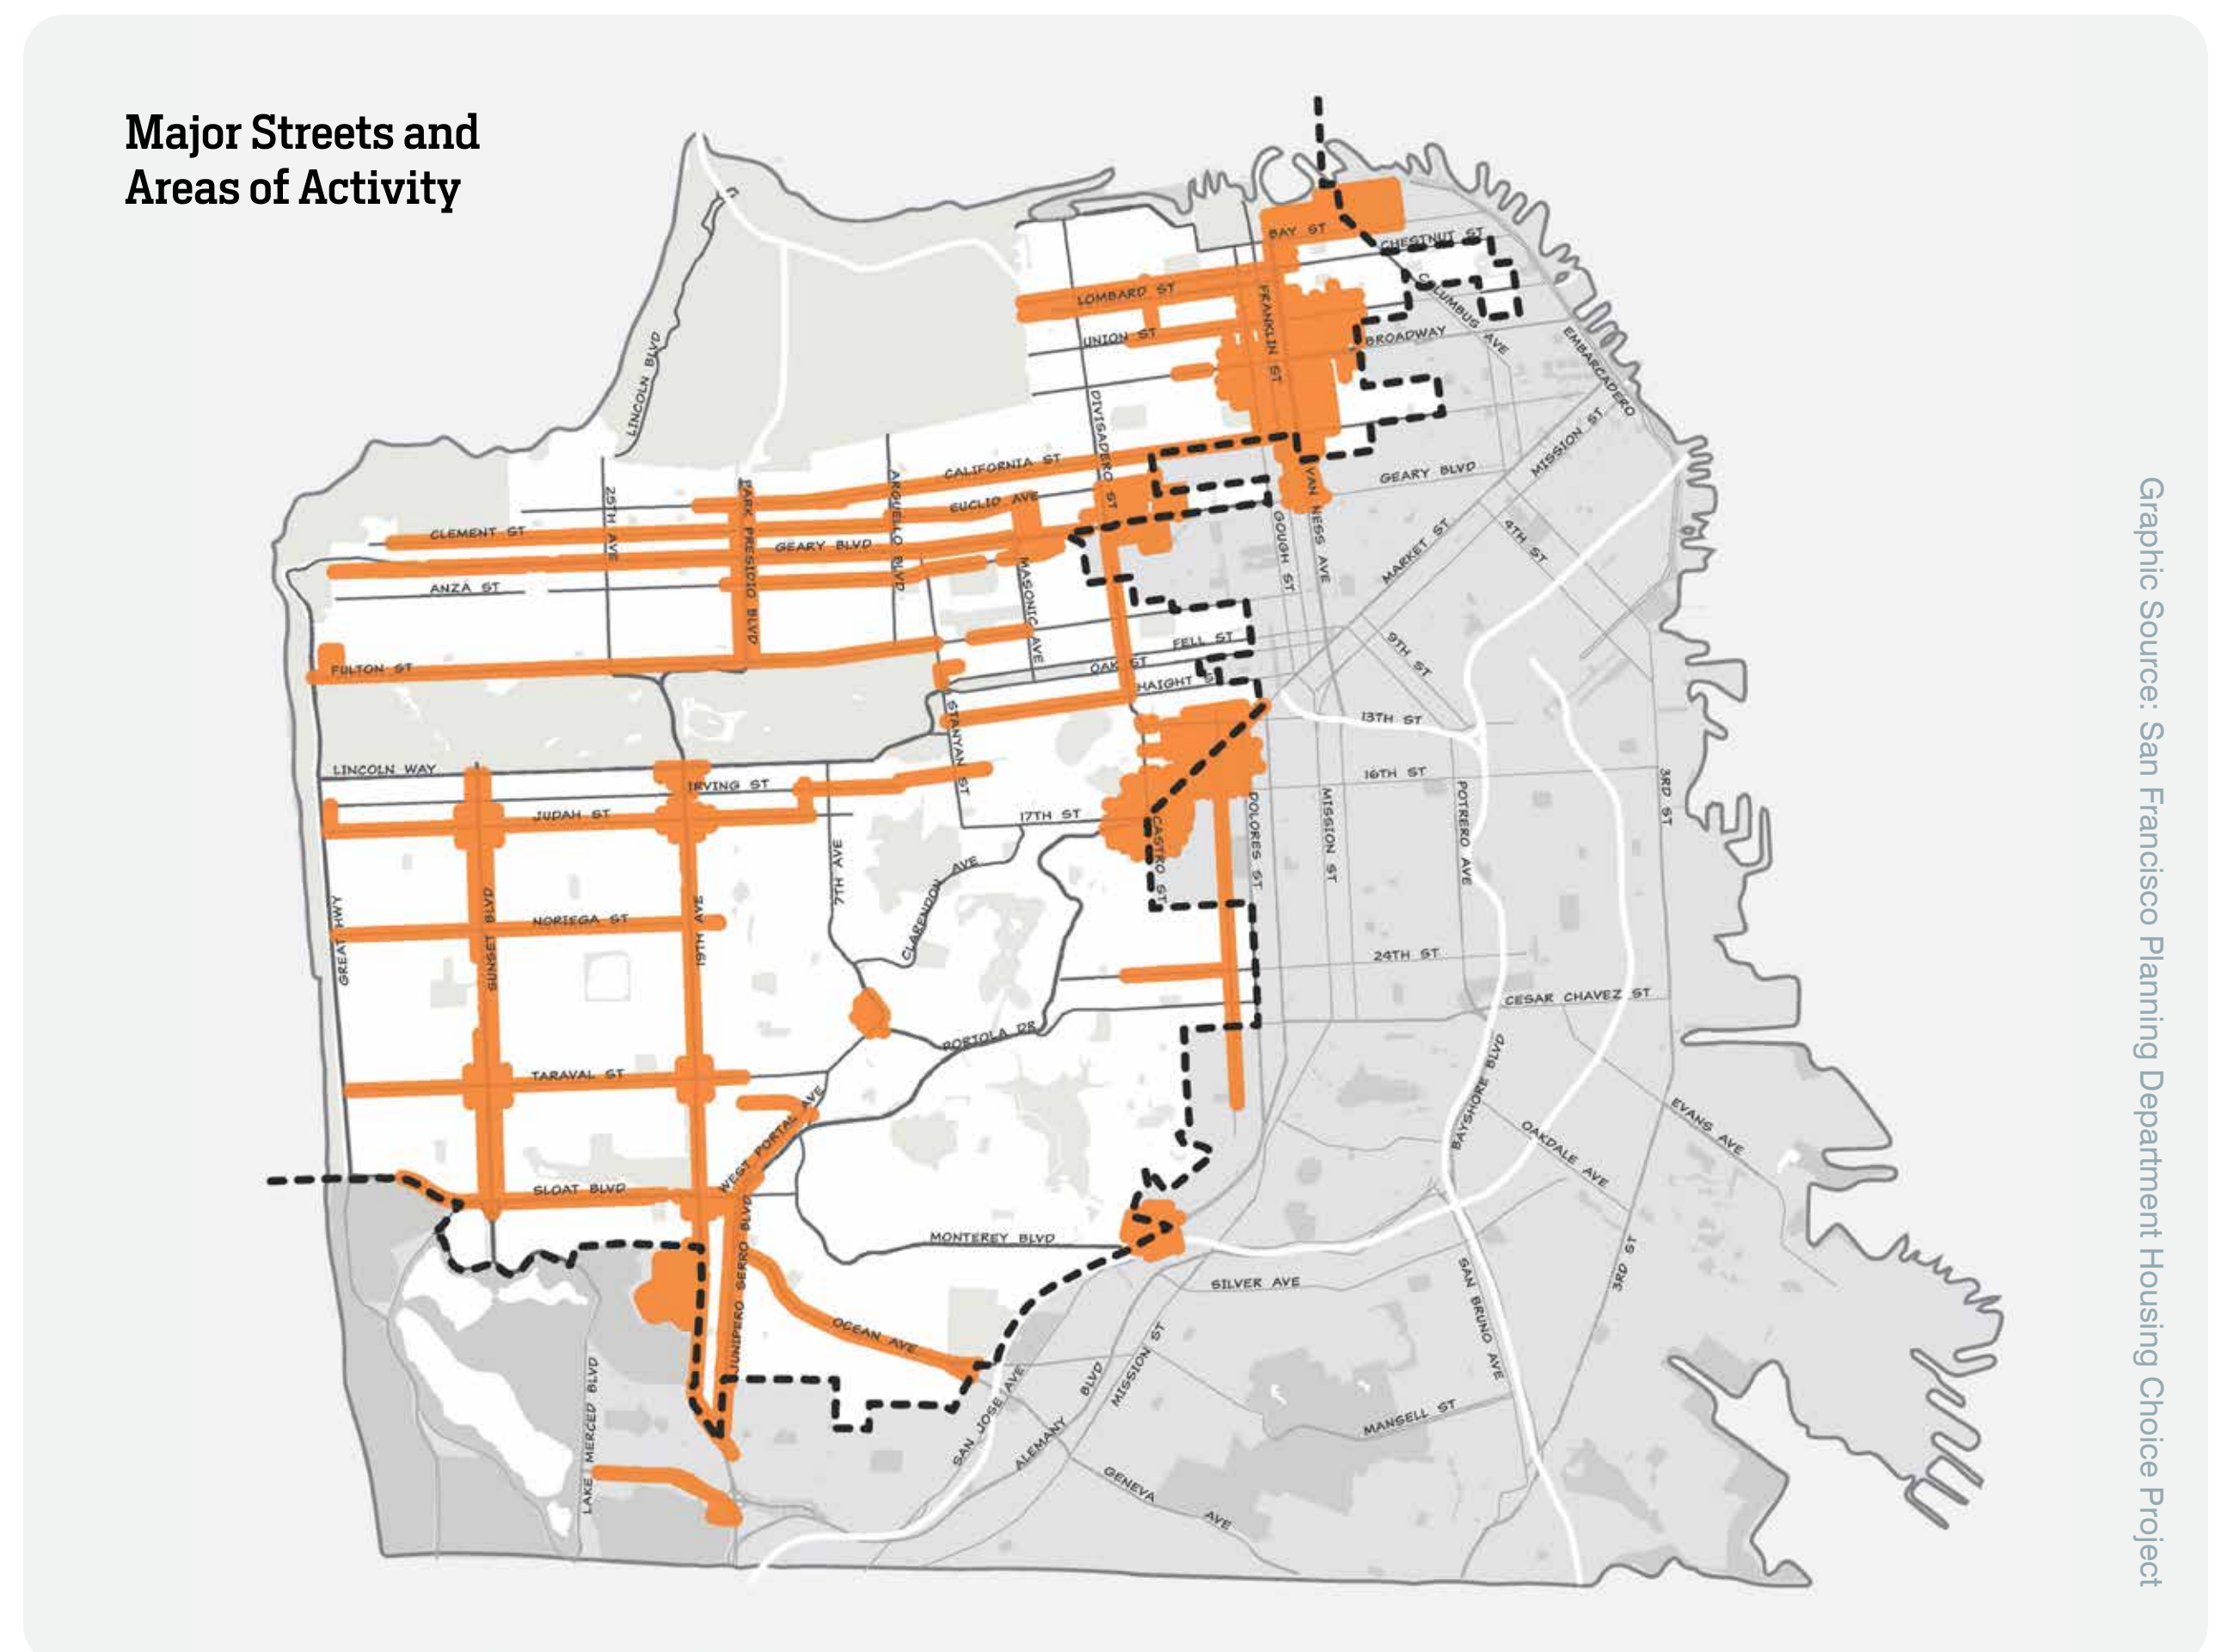 Major Streets and
Areas of Activity
BAY ST
CHESTNUT ST
LOMBARD ST
FRANKLIN ST
COLUMBUS AVE
UNION ST
BROADWAY
EMBARCADERO
LINCOLN BLVD
DIVISADERO ST
MISSION ST
CALIFORNIA ST
GEARY BLVD
25TH AVE
PARK PRESIDIO BLVD
ARGUELLO BLVD
EUCLID AVE
VAN NESS AVE
GOUGH ST
MARKET ST
4TH ST
CLEMENT ST
GEARY BLVD
ANZA ST
MASONIC AVE
FELL ST
9TH ST
FULTON ST
OAK ST
HAIGHT S
STANYAN ST
13TH ST
LINCOLN WAY
IRVING ST
16TH ST
3RD ST
JUDAH ST
17TH ST
CASTRO ST
DOLORES ST
MISSION ST
POTRERO AVE
7TH AVE
CLARENDON AVE
GREAT HWY
SUNSET BLVD
NORIEGA ST
19TH AVE
24TH ST
CESAR CHAVEZ ST
PORTOLA DR
TARAVAL ST
BAYSHORE BLVD
WEST PORTAL AVE
OAKDALE AVE
EVANS AVE
SLOAT BLVD
JUNIPERO SERRO BLVD
MONTEREY BLVD
SILVER AVE
3RD ST
SAN BRUNO AVE
OCEAN AVE
LAKE MERCED BLVD
SAN JOSE AVE
ALEMANY BLVD
MISSION ST
MANSELL ST
GENEVA AVE
Graphic Source: San Francisco Planning Department Housing Choice Project